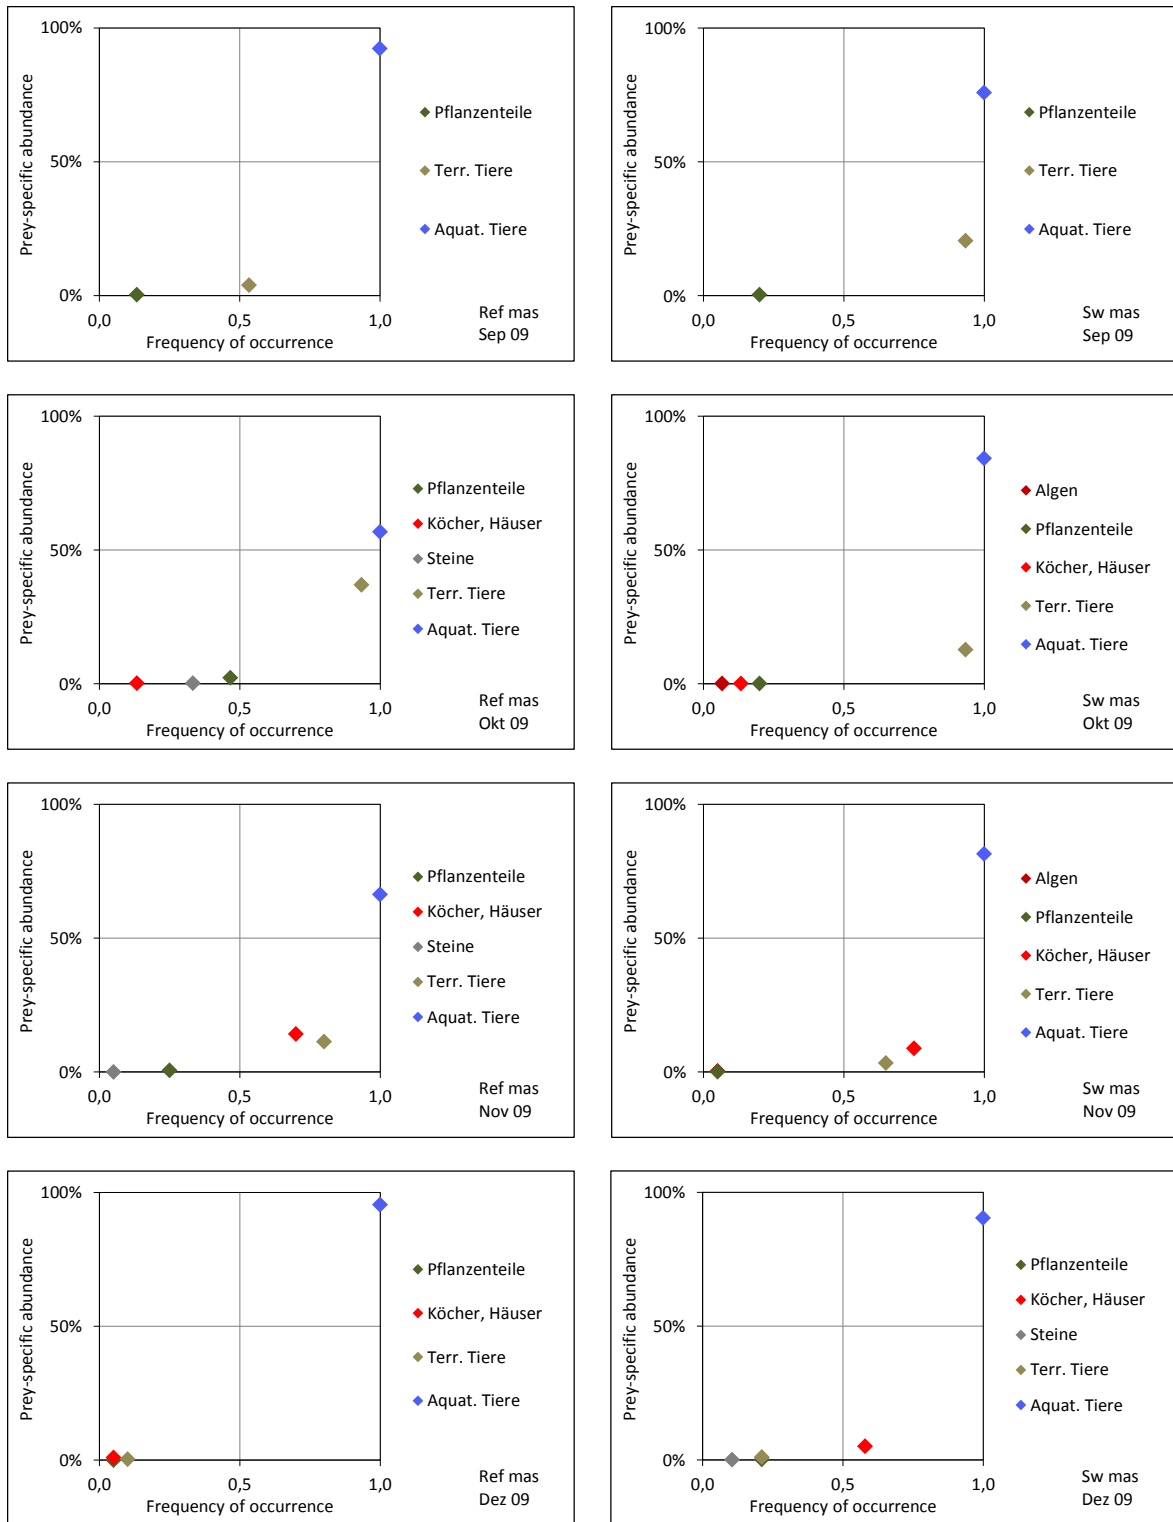 100%
50%
0%
Prey-specific abundance
0,0 0,5 1,0
Frequency of occurrence
Pflanzenteile
Terr. Tiere
Aquat. Tiere
Ref mas
Sep 09
100%
50%
0%
Prey-specific abundance
0,0 0,5 1,0
Frequency of occurrence
Pflanzenteile
Terr. Tiere
Aquat. Tiere
Sw mas
Sep 09
100%
50%
0%
Prey-specific abundance
0,0 0,5 1,0
Frequency of occurrence
Pflanzenteile
Köcher, Häuser
Steine
Terr. Tiere
Aquat. Tiere
Ref mas
Okt 09
100%
50%
0%
Prey-specific abundance
0,0 0,5 1,0
Frequency of occurrence
Algen
Pflanzenteile
Köcher, Häuser
Terr. Tiere
Aquat. Tiere
Sw mas
Okt 09
100%
50%
0%
Prey-specific abundance
0,0 0,5 1,0
Frequency of occurrence
Pflanzenteile
Köcher, Häuser
Steine
Terr. Tiere
Aquat. Tiere
Ref mas
Nov 09
100%
50%
0%
Prey-specific abundance
0,0 0,5 1,0
Frequency of occurrence
Algen
Pflanzenteile
Köcher, Häuser
Terr. Tiere
Aquat. Tiere
Sw mas
Nov 09
100%
50%
0%
Prey-specific abundance
0,0 0,5 1,0
Frequency of occurrence
Pflanzenteile
Köcher, Häuser
Terr. Tiere
Aquat. Tiere
Ref mas
Dez 09
100%
50%
0%
Prey-specific abundance
0,0 0,5 1,0
Frequency of occurrence
Pflanzenteile
Köcher, Häuser
Steine
Terr. Tiere
Aquat. Tiere
Sw mas
Dez 09